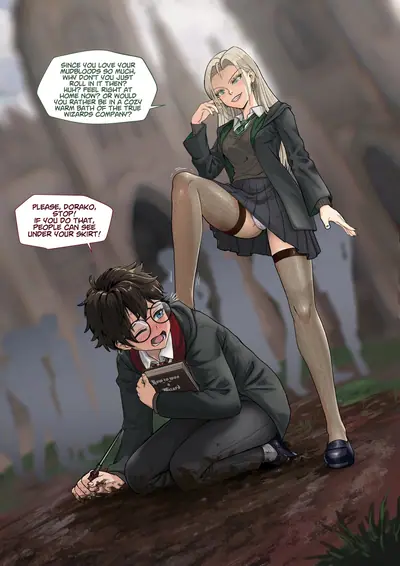 SINCE YOU LOVE YOUR
MUDBLOODS SO MUCH,
WHY DON'T YOU JUST
ROLL IN IT THEN?
HUH? FEEL RIGHT AT
HOME NOW? OR WOULD
YOU RATHER BE IN A COZY
WARM BATH OF THE TRUE
WIZARDS COMPANY?
PLEASE, DORAKO,
STOP!
IF YOU DO THAT,
PEOPLE CAN SEE
UNDER YOUR SKIRT!
Wizard